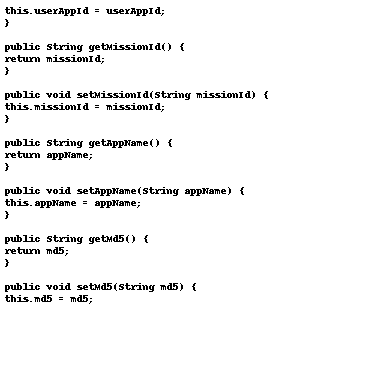 this.userAppId = userAppId;
}
public String getMissionId() {
return missionId;
}
public void setMissionId(String missionId) {
this.missionId = missionId;
}
public String getAppName() {
return appName;
}
public void setAppName(String appName) {
this.appName = appName;
}
public String getMd5() {
return md5;
}
public void setMd5(String md5) {
this.md5 = md5;